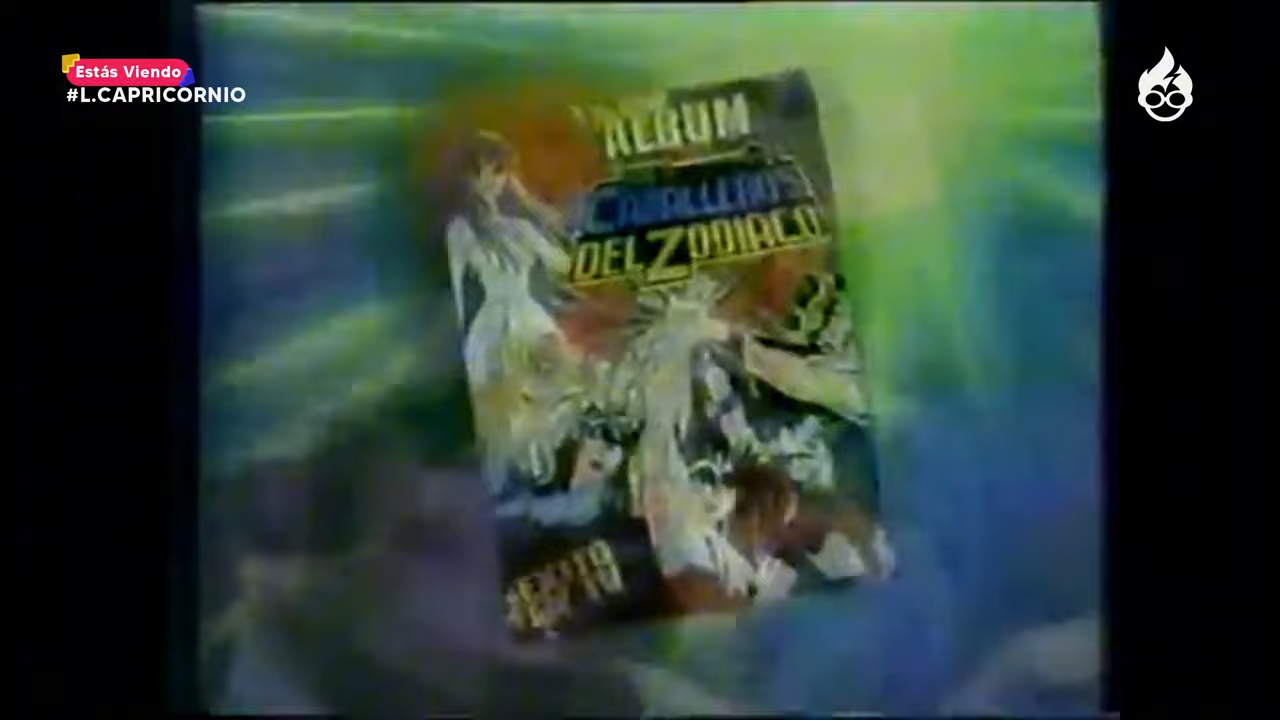 Estás Viendo
#L.CAPRICORNIO
ALBUM
CABALLEROS
DEL ZODIACO